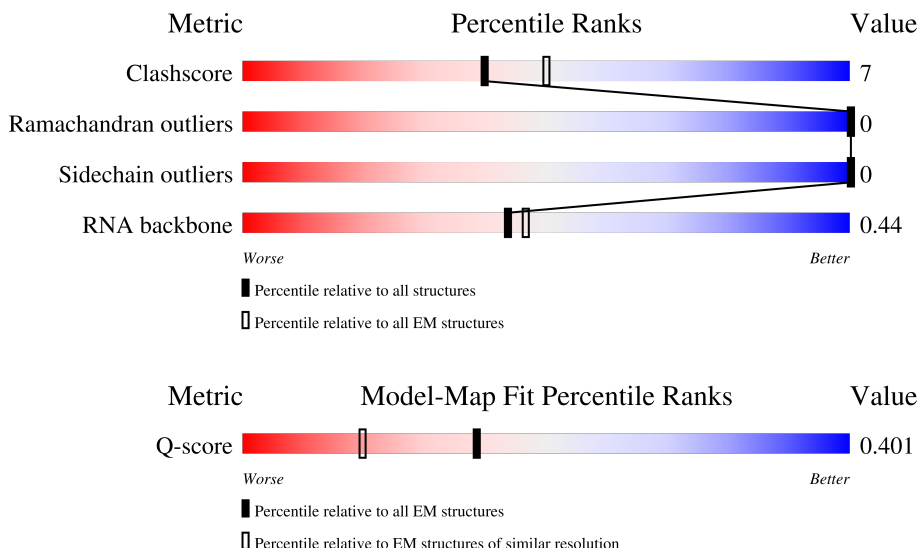 Metric Percentile Ranks Value
Clashscore 7
Ramachandran outliers 0
Sidechain outliers 0
RNA backbone 0.44
Worse Better
Percentile relative to all structures
Percentile relative to all EM structures
Metric Model-Map Fit Percentile Ranks Value
Q-score 0.401
Worse Better
Percentile relative to all EM structures
Percentile relative to EM structures of similar resolution